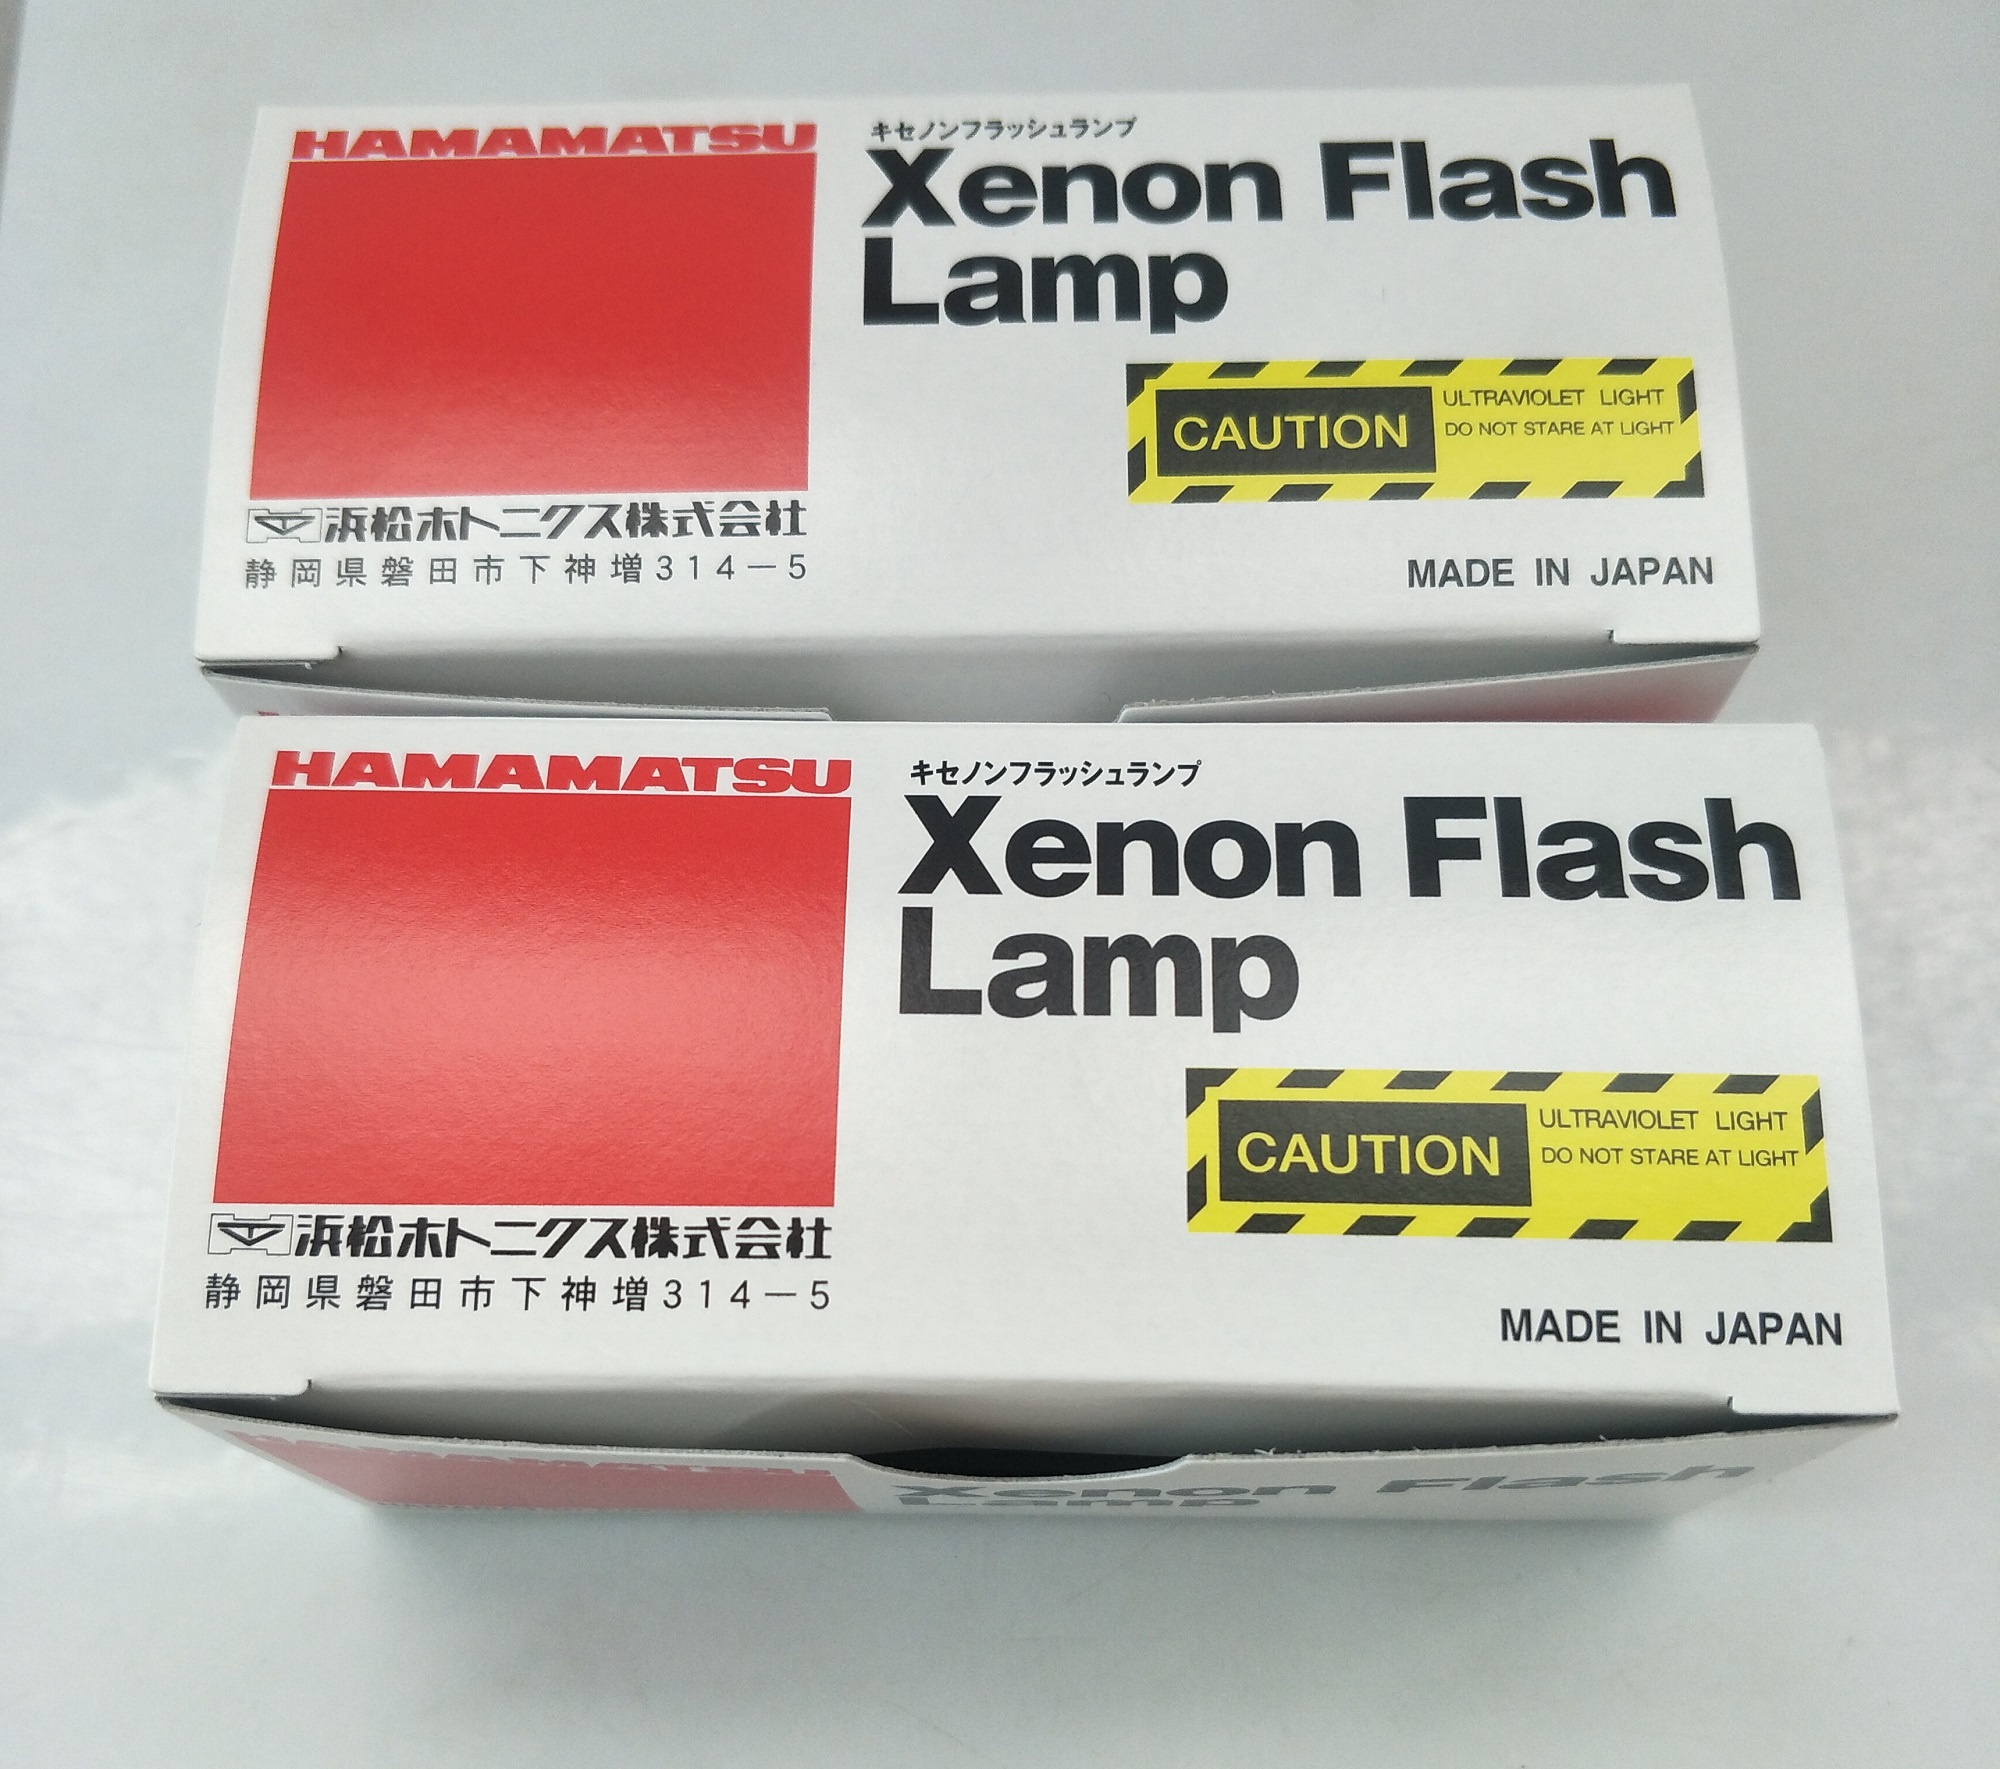 HAMAMATSU
キセノンフラッシュランプ
Xenon Flash
Lamp
CAUTION
ULTRAVIOLET LIGHT
DO NOT STARE AT LIGHT
浜松ホトニクス株式会社
静岡県磐田市下神増314－5
MADE IN JAPAN
HAMAMATSU
キセノンフラッシュランプ
Xenon Flash
Lamp
CAUTION
ULTRAVIOLET LIGHT
DO NOT STARE AT LIGHT
浜松ホトニクス株式会社
静岡県磐田市下神増314－5
MADE IN JAPAN
HAMAMATSU
Xenon Flash
Lamp